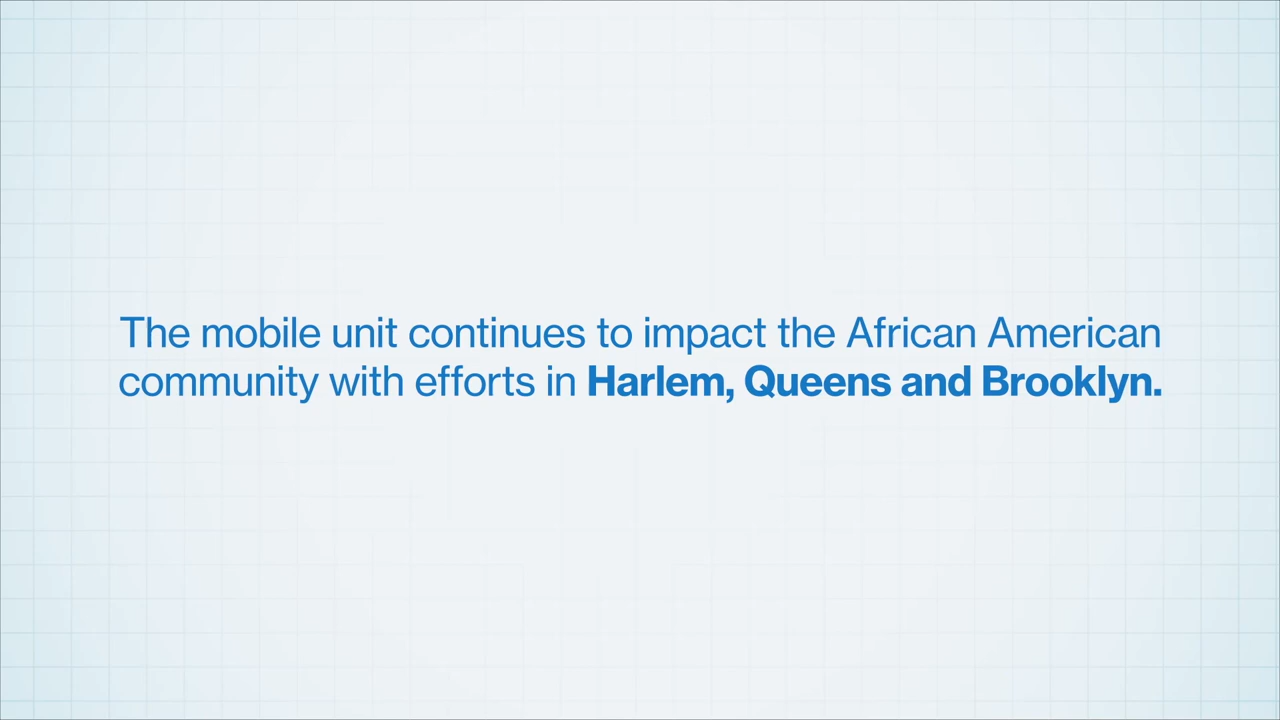 The mobile unit continues to impact the African American
community with efforts in Harlem, Queens and Brooklyn.